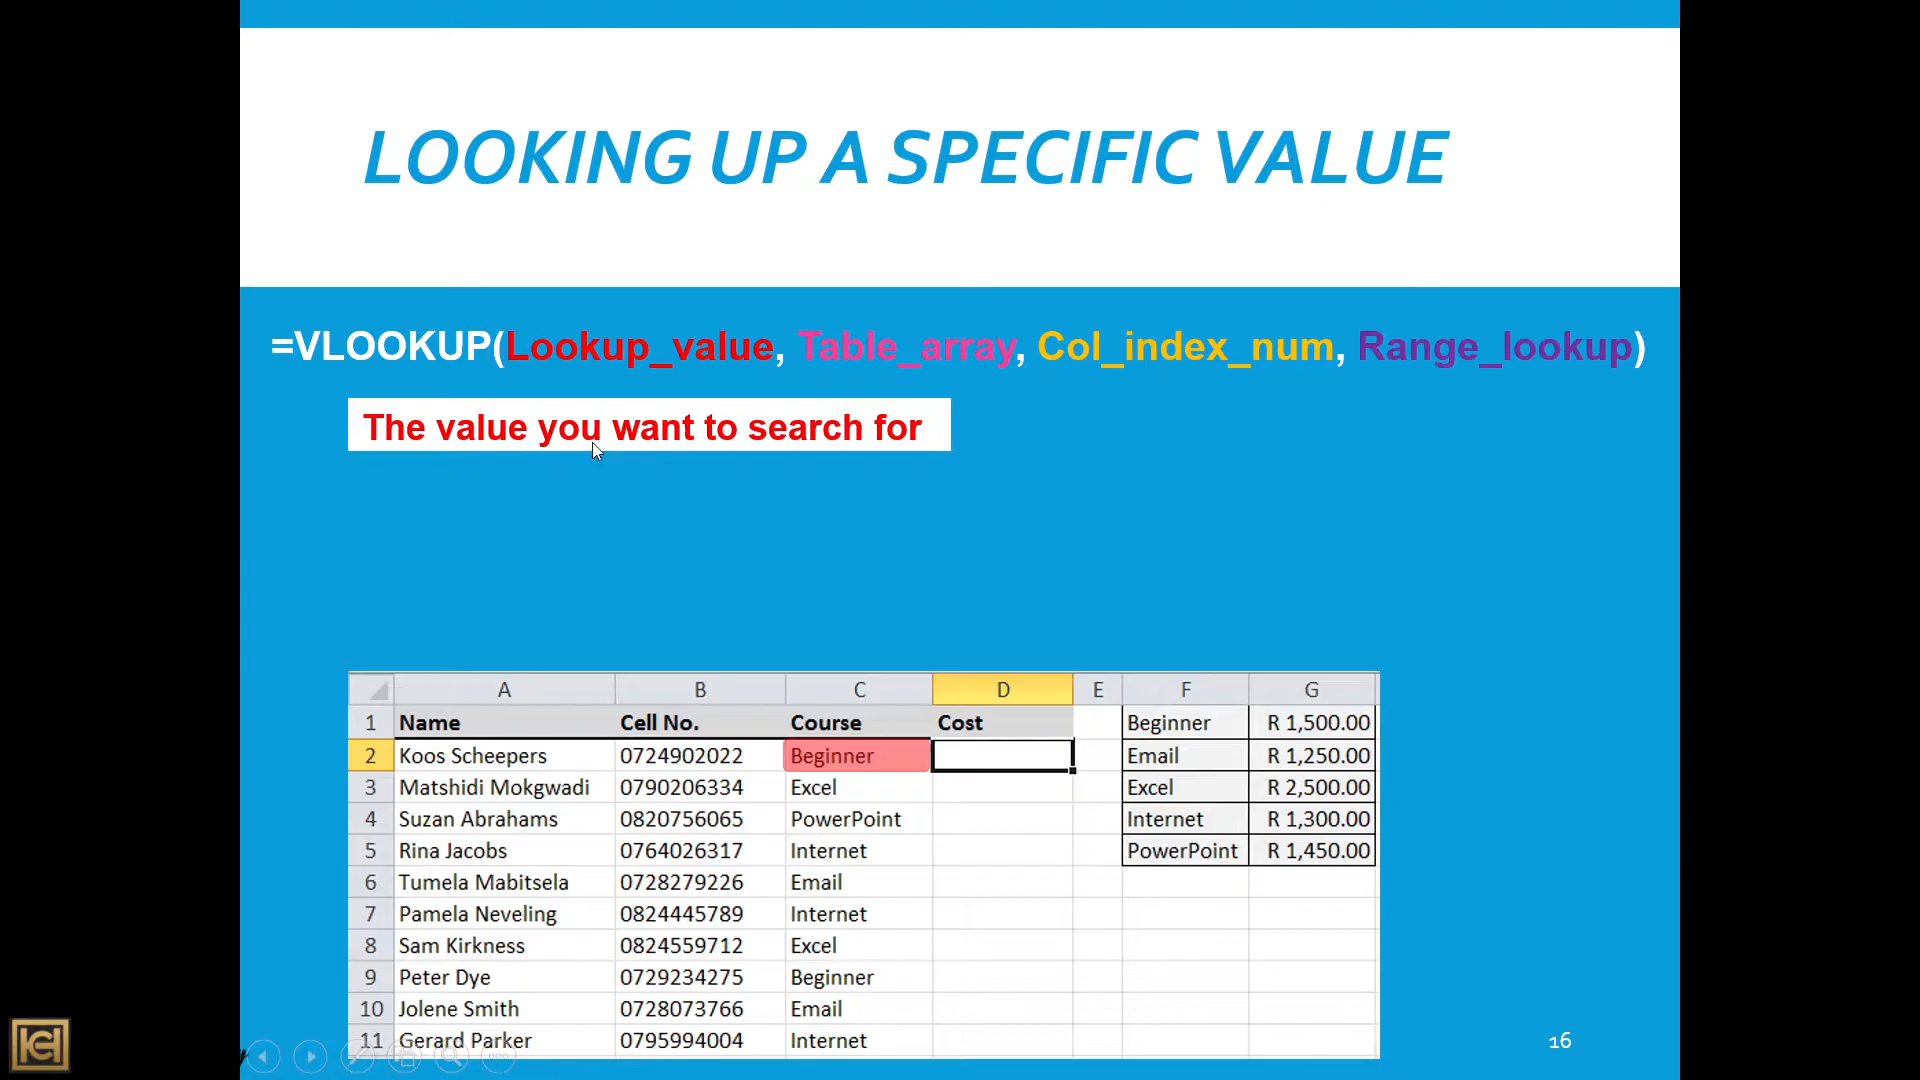 LOOKING UP A SPECIFIC VALUE
=VLOOKUP(Lookup_value, Table_array, Col_index_num, Range_lookup)
The value you want to search for
A B C D E F G
1 Name Cell No. Course Cost Beginner R 1,500.00
2 Koos Scheepers 0724902022 Beginner Email R 1,250.00
3 Matshidi Mokgwadi 0790206334 Excel Excel R 2,500.00
4 Suzan Abrahams 0820756065 PowerPoint Internet R 1,300.00
5 Rina Jacobs 0764026317 Internet PowerPoint R 1,450.00
6 Tumela Mabitsela 0728279226 Email
7 Pamela Neveling 0824445789 Internet
8 Sam Kirkness 0824559712 Excel
9 Peter Dye 0729234275 Beginner
10 Jolene Smith 0728073766 Email
11 Gerard Parker 0795994004 Internet
16